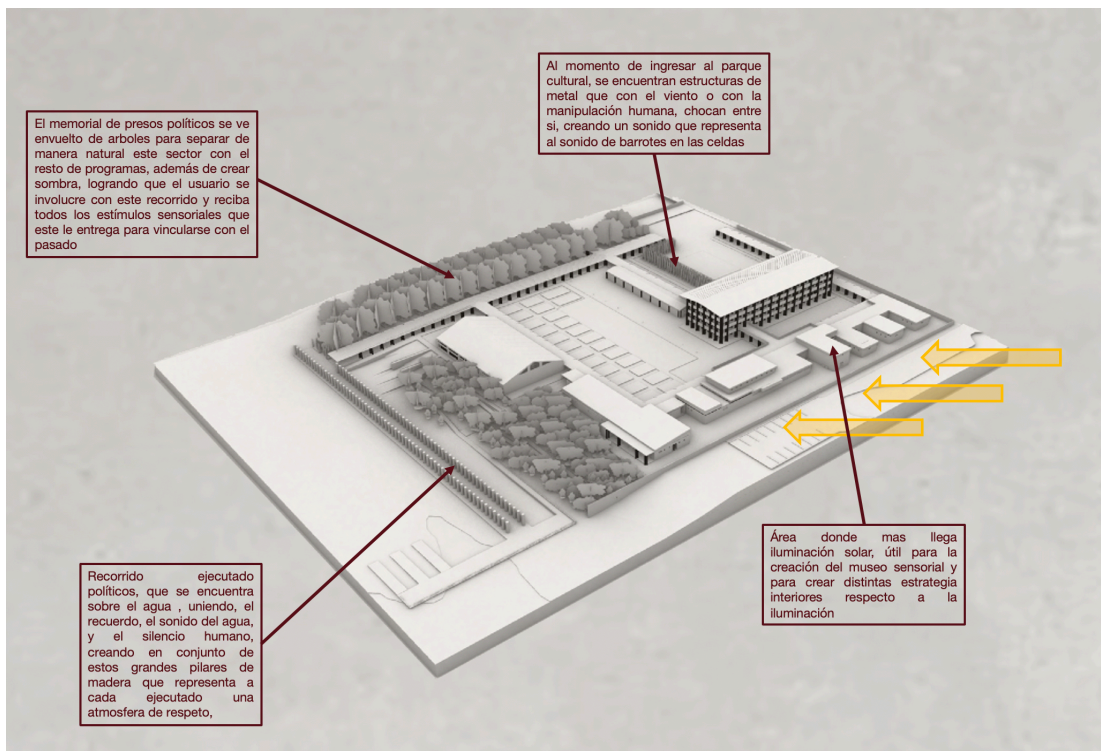 Al momento de ingresar al parque
cultural, se encuentran estructuras de
metal que con el viento o con la
manipulación humana, chocan entre
si, creando un sonido que representa
al sonido de barrotes en las celdas
El memorial de presos políticos se ve
envuelto de arboles para separar de
manera natural este sector con el
resto de programas, además de crear
sombra, logrando que el usuario se
involucre con este recorrido y reciba
todos los estímulos sensoriales que
este le entrega para vincularse con el
pasado
Área donde mas llega
iluminación solar, útil para la
creación del museo sensorial y
para crear distintas estrategia
interiores respecto a la
iluminación
Recorrido ejecutado
políticos, que se encuentra
sobre el agua , uniendo, el
recuerdo, el sonido del agua,
y el silencio humano,
creando en conjunto de
estos grandes pilares de
madera que representa a
cada ejecutado una
atmosfera de respeto,